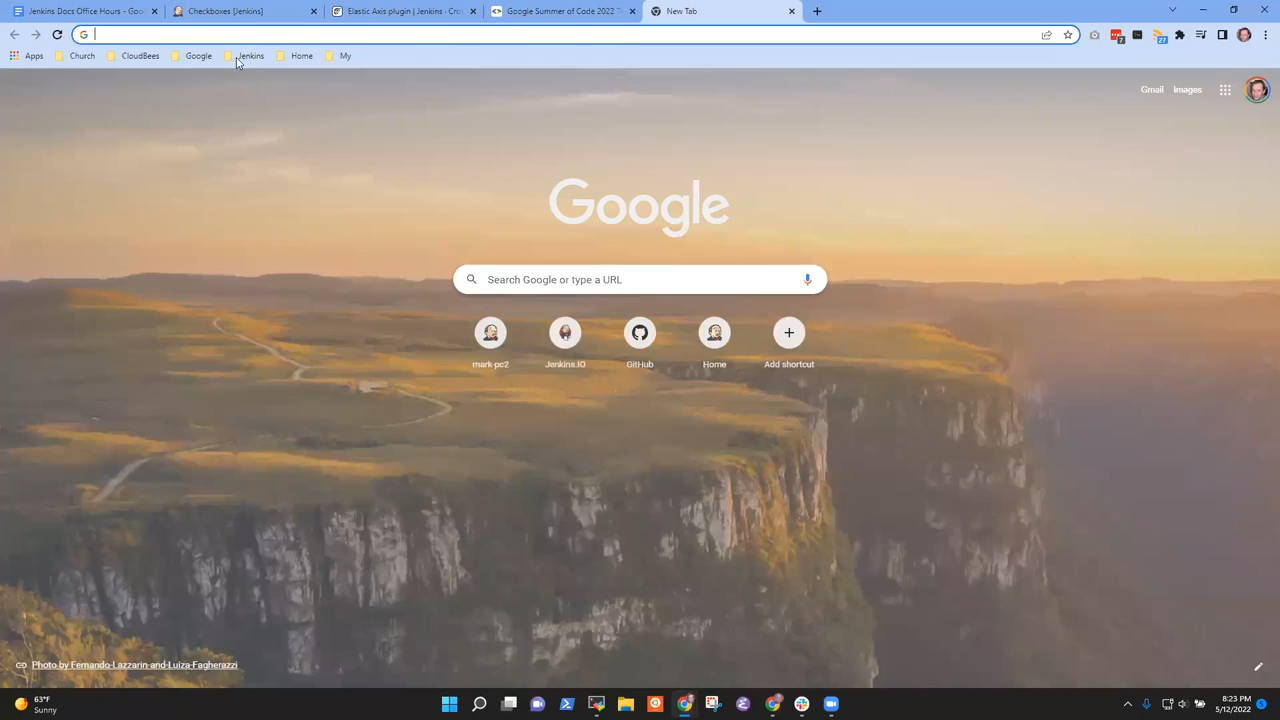 Jenkins Docs Office Hours - Goo
Checkboxes [Jenkins]
Elastic Axis plugin | Jenkins : Cro
Google Summer of Code 2022 Ti
New Tab
Apps
Church
CloudBees
Google
Jenkins
Home
My
7
27
Gmail
Images
Google
Search Google or type a URL
mark-pc2
Jenkins.IO
GitHub
Home
Add shortcut
Photo by Fernando-Lazzarin-and-Luiza-Fagherazzi
63°F
Sunny
8:23 PM
5/12/2022